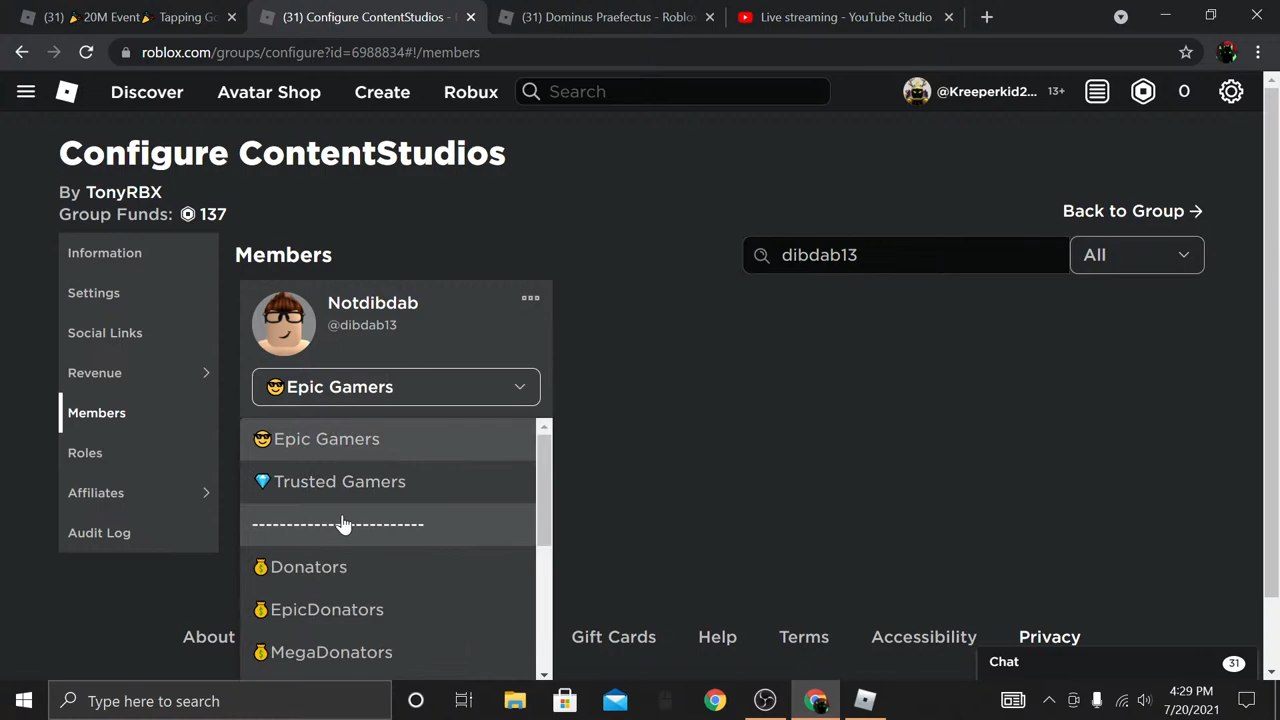 (31) 🎉20M Event🎉 Tapping Go
(31) Configure ContentStudios -
(31) Dominus Praefectus - Roblox
Live streaming - YouTube Studio
roblox.com/groups/configure?id=6988834#!/members
Discover
Avatar Shop
Create
Robux
Search
@Kreeperkid2...
13+
0
Configure ContentStudios
By TonyRBX
Group Funds: 137
Back to Group →
Information
Settings
Social Links
Revenue
Members
Roles
Affiliates
Audit Log
Members
dibdab13
All
Notdibdab
@dibdab13
😎Epic Gamers
😎Epic Gamers
💎Trusted Gamers
-------------------------
💰Donators
💰EpicDonators
💰MegaDonators
About
Gift Cards
Help
Terms
Accessibility
Privacy
Chat
31
Type here to search
4:29 PM
7/20/2021